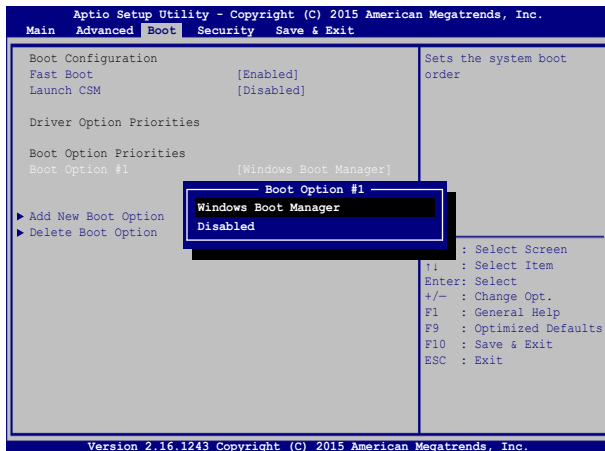 Aptio Setup Utility - Copyright (C) 2015 American Megatrends, Inc.
Main Advanced Boot Security Save & Exit
Boot Configuration
Fast Boot [Enabled]
Launch CSM [Disabled]
Driver Option Priorities
Boot Option Priorities
Boot Option #1 [Windows Boot Manager]
Add New Boot Option
Delete Boot Option
Boot Option #1
Windows Boot Manager
Disabled
Sets the system boot
order
: Select Screen
↑↓ : Select Item
Enter: Select
+/— : Change Opt.
F1 : General Help
F9 : Optimized Defaults
F10 : Save & Exit
ESC : Exit
Version 2.16.1243 Copyright (C) 2015 American Megatrends, Inc.